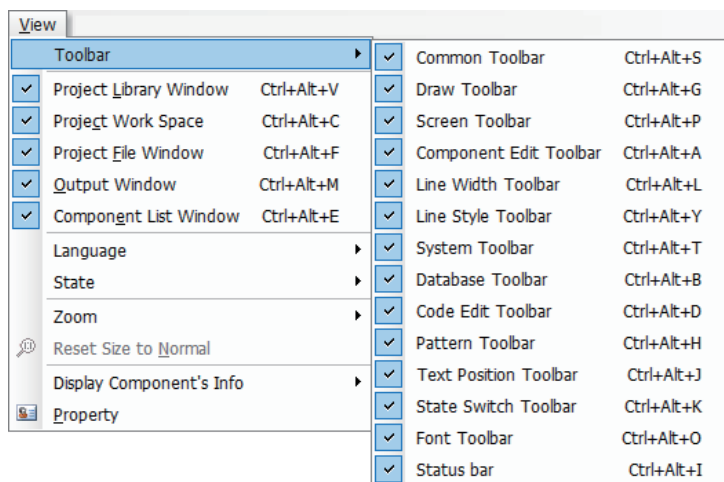 View
Toolbar
Project Library Window Ctrl+Alt+V
Project Work Space Ctrl+Alt+C
Project File Window Ctrl+Alt+F
Output Window Ctrl+Alt+M
Component List Window Ctrl+Alt+E
Language
State
Zoom
Reset Size to Normal
Display Component's Info
Property
Common Toolbar Ctrl+Alt+S
Draw Toolbar Ctrl+Alt+G
Screen Toolbar Ctrl+Alt+P
Component Edit Toolbar Ctrl+Alt+A
Line Width Toolbar Ctrl+Alt+L
Line Style Toolbar Ctrl+Alt+Y
System Toolbar Ctrl+Alt+T
Database Toolbar Ctrl+Alt+B
Code Edit Toolbar Ctrl+Alt+D
Pattern Toolbar Ctrl+Alt+H
Text Position Toolbar Ctrl+Alt+J
State Switch Toolbar Ctrl+Alt+K
Font Toolbar Ctrl+Alt+O
Status bar Ctrl+Alt+I